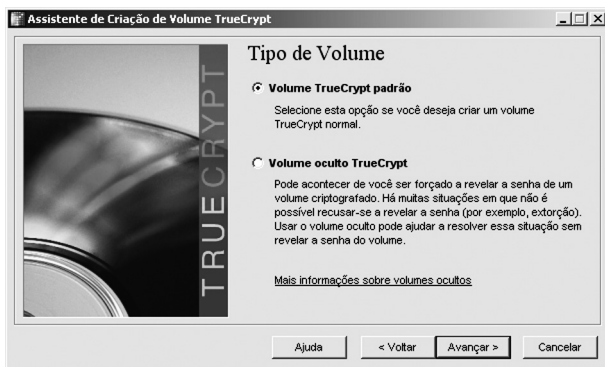 Assistente de Criação de Volume TrueCrypt
TRUECRYPT
Tipo de Volume
Volume TrueCrypt padrão
Selecione esta opção se você deseja criar um volume
TrueCrypt normal.
Volume oculto TrueCrypt
Pode acontecer de você ser forçado a revelar a senha de um
volume criptografado. Há muitas situações em que não é
possível recusar-se a revelar a senha (por exemplo, extorção).
Usar o volume oculto pode ajudar a resolver essa situação sem
revelar a senha do volume.
Mais informações sobre volumes ocultos
Ajuda
< Voltar
Avançar >
Cancelar